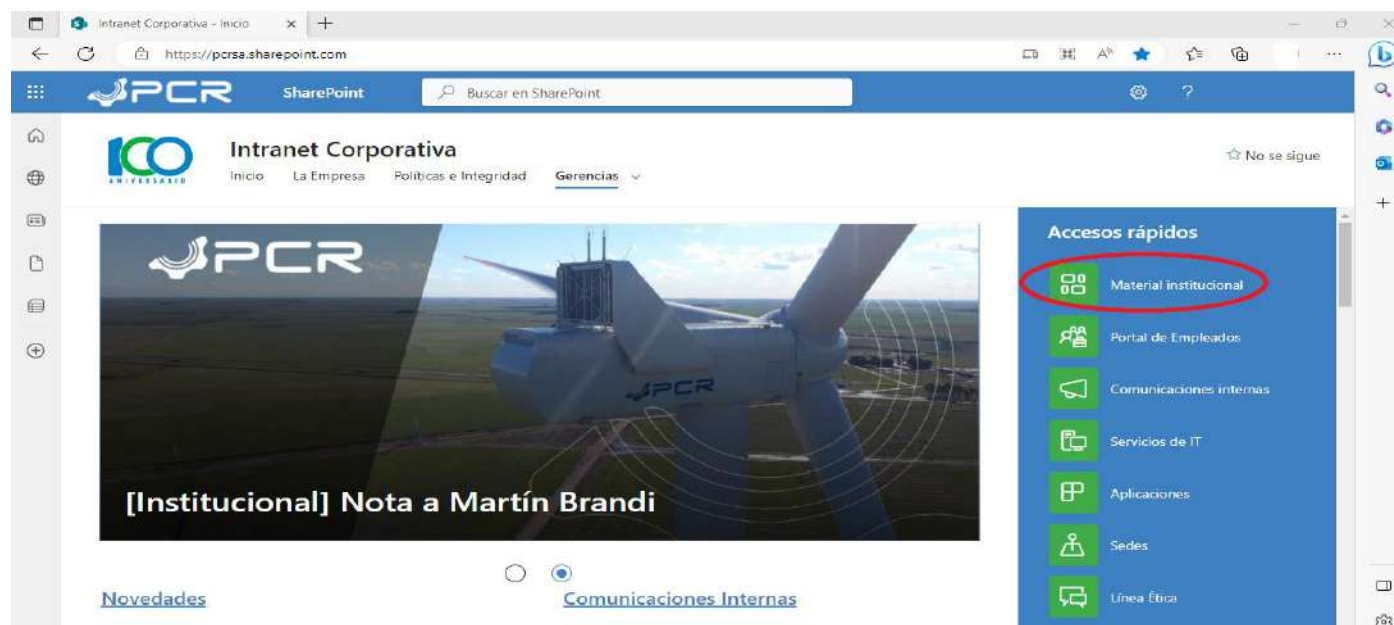 Intranet Corporativa - Inicio
https://pcrsa.sharepoint.com
PCR SharePoint Buscar en SharePoint
100
ANIVERSARIO
Intranet Corporativa
Inicio La Empresa Políticas e Integridad Gerencias
No se sigue
PCR
PCR
[Institucional] Nota a Martín Brandi
Novedades
Comunicaciones Internas
Accesos rápidos
Material institucional
Portal de Empleados
Comunicaciones internas
Servicios de IT
Aplicaciones
Sedes
Línea Ética